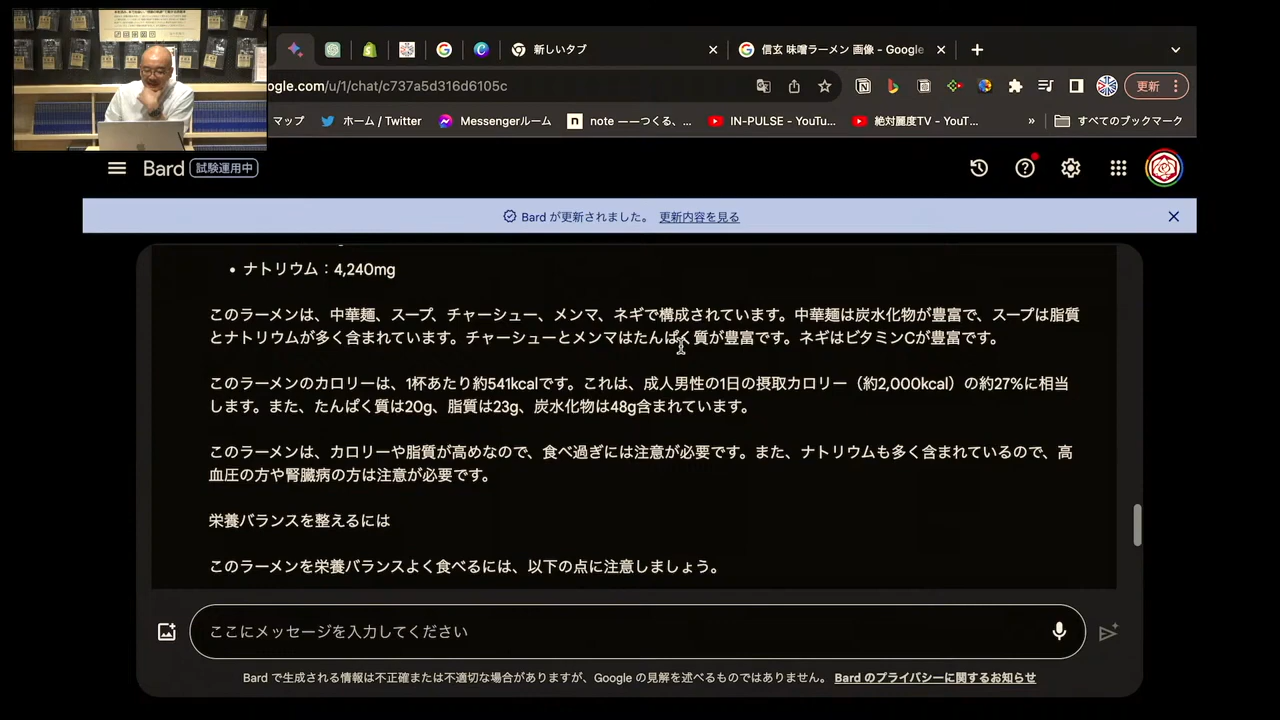 新しいタブ
信玄 味噌ラーメン 画像 - Google
ogle.com/u/1/chat/c737a5d316d6105c
更新
マップ
ホーム / Twitter
Messengerルーム
note ——つくる、...
IN-PULSE - YouTu...
絶対麗度TV - YouT...
»
すべてのブックマーク
Bard 試験運用中
Bard が更新されました。 更新内容を見る
• ナトリウム：4,240mg
このラーメンは、中華麺、スープ、チャーシュー、メンマ、ネギで構成されています。中華麺は炭水化物が豊富で、スープは脂質
とナトリウムが多く含まれています。チャーシューとメンマはたんぱく質が豊富です。ネギはビタミンCが豊富です。
このラーメンのカロリーは、1杯あたり約541kcalです。これは、成人男性の1日の摂取カロリー（約2,000kcal）の約27%に相当
します。また、たんぱく質は20g、脂質は23g、炭水化物は48g含まれています。
このラーメンは、カロリーや脂質が高めなので、食べ過ぎには注意が必要です。また、ナトリウムも多く含まれているので、高
血圧の方や腎臓病の方は注意が必要です。
栄養バランスを整えるには
このラーメンを栄養バランスよく食べるには、以下の点に注意しましょう。
ここにメッセージを入力してください
Bard で生成される情報は不正確または不適切な場合がありますが、Google の見解を述べるものではありません。 Bard のプライバシーに関するお知らせ